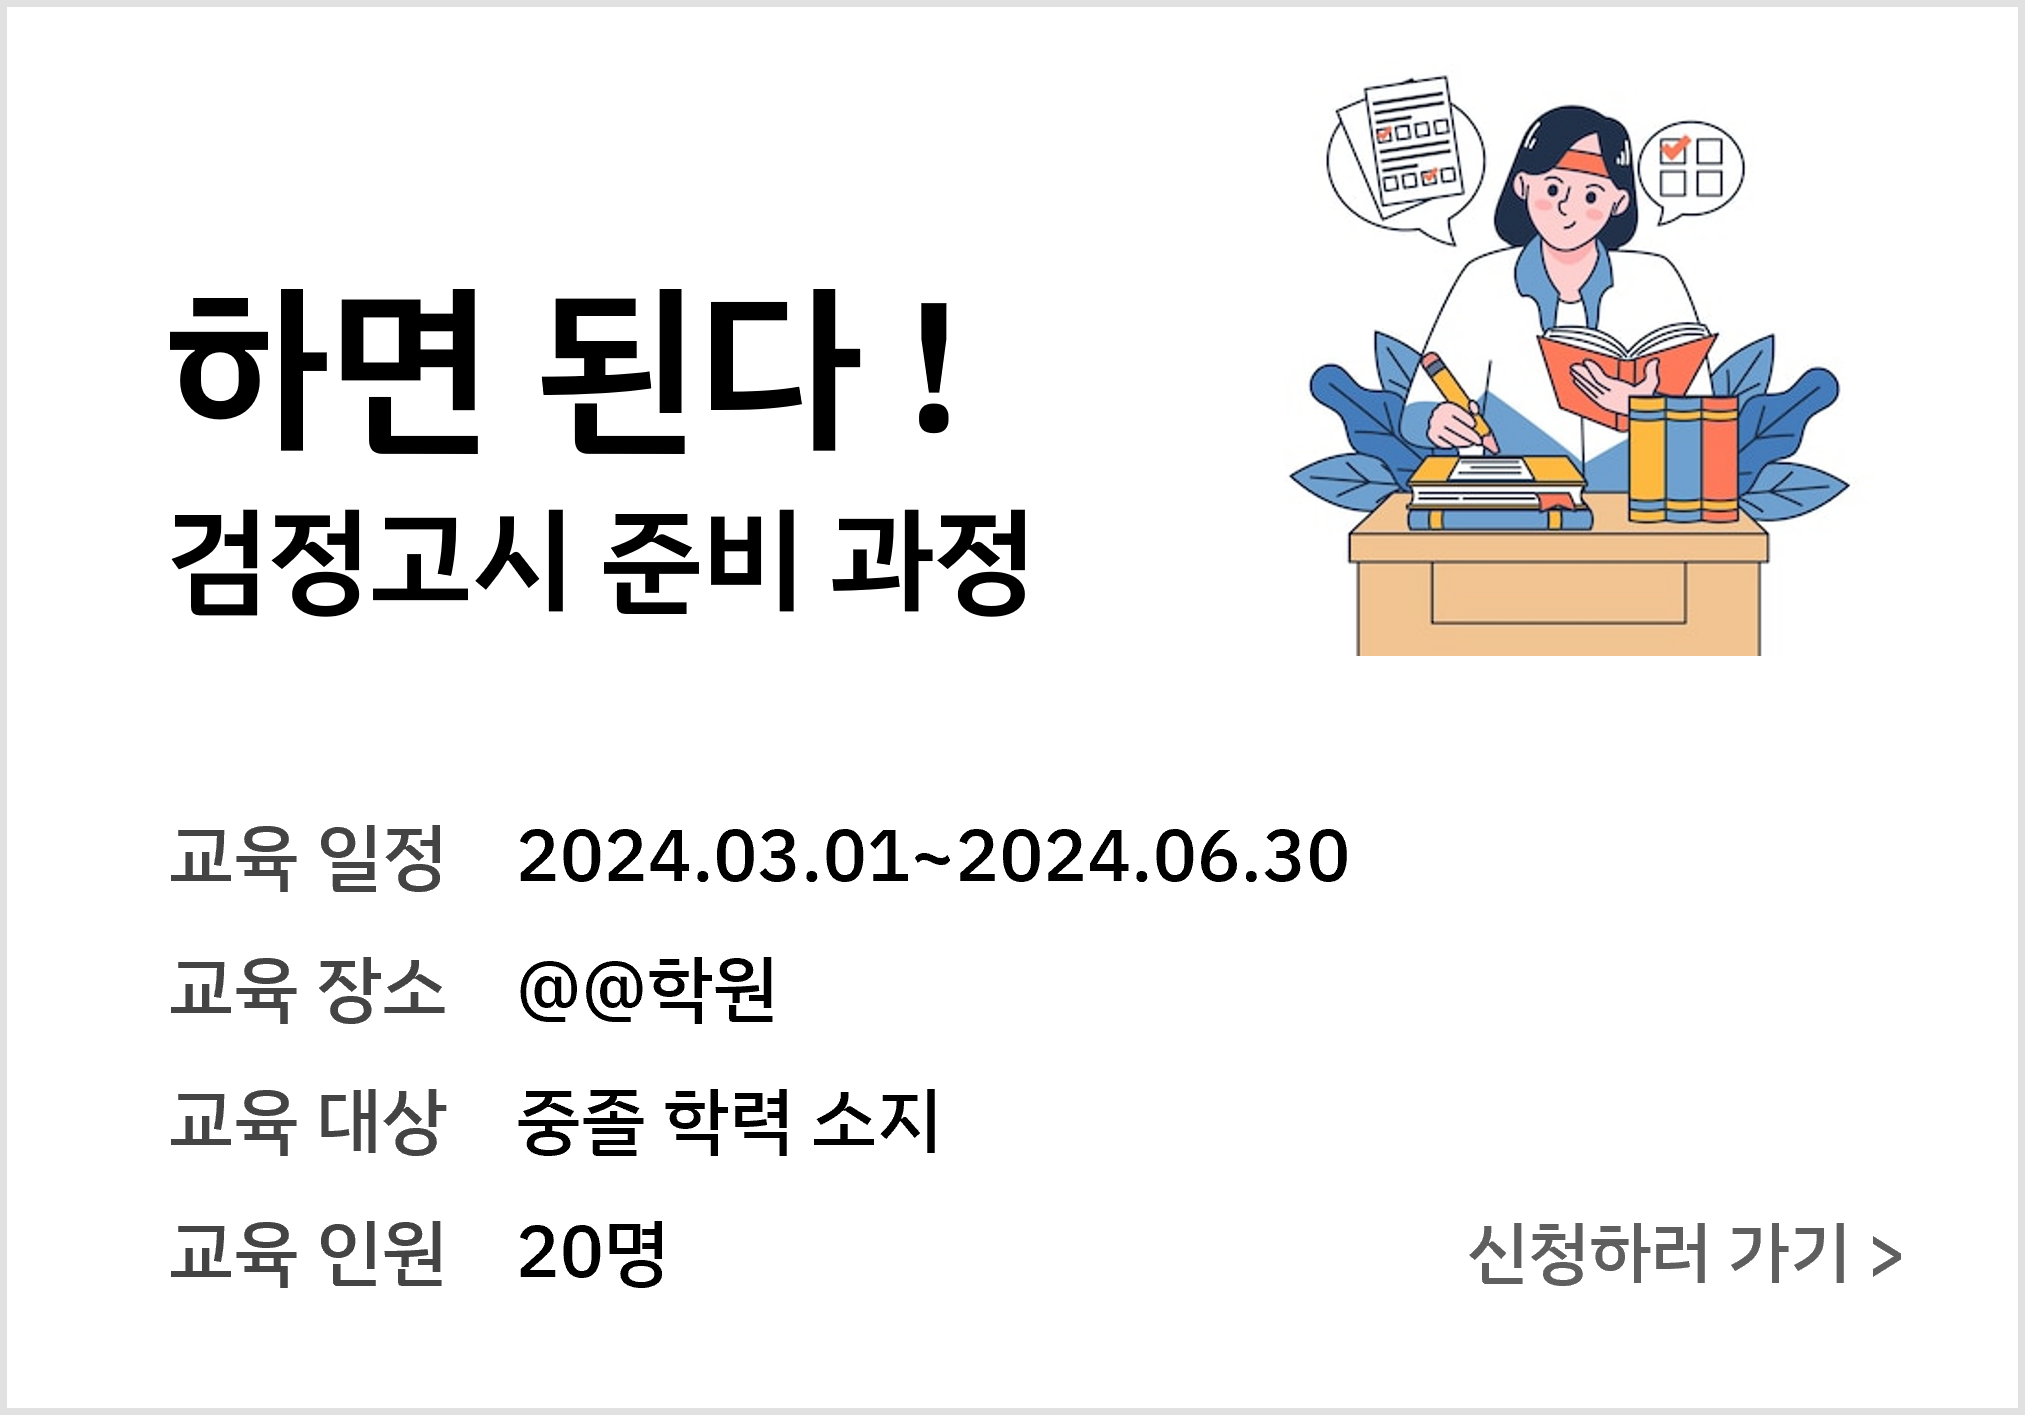 하면 된다 !
검정고시 준비 과정
교육 일정 2024.03.01~2024.06.30
교육 장소 @@학원
교육 대상 중졸 학력 소지
교육 인원 20명
신청하러 가기 >